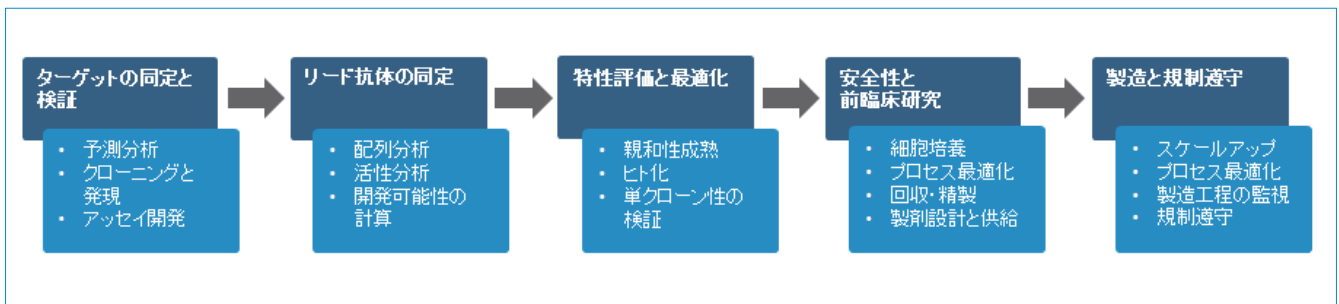 ターゲットの同定と
検証
・ 予測分析
・ クローニングと
発現
・ アッセイ開発
リード抗体の同定
・ 配列分析
・ 活性分析
・ 開発可能性の
計算
特性評価と最適化
・ 親和性成熟
・ ヒト化
・ 単クローン性の
検証
安全性と
前臨床研究
・ 細胞培養
・ プロセス最適化
・ 回収・精製
・ 製剤設計と供給
製造と規制遵守
・ スケールアップ
・ プロセス最適化
・ 製造工程の監視
・ 規制遵守